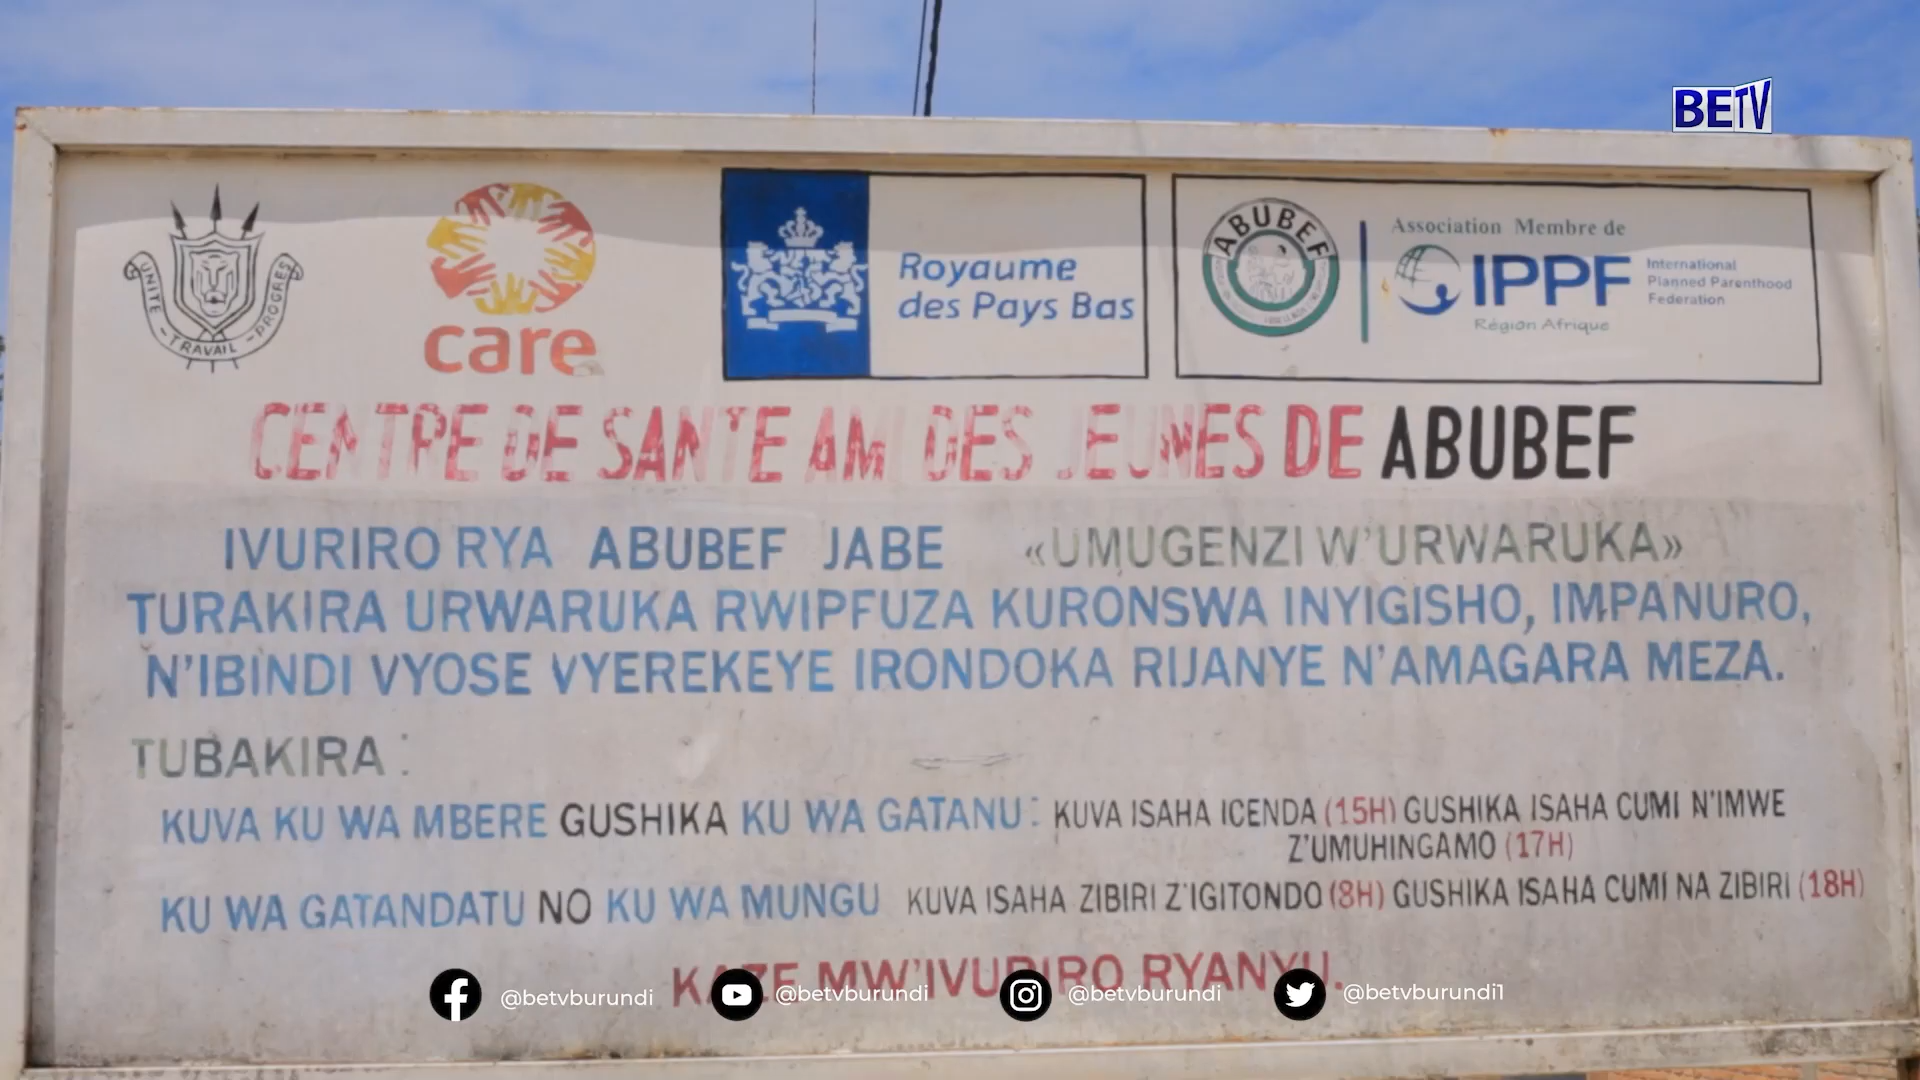 BETV
UNITE - TRAVAIL - PROGRES
care
Royaume
des Pays Bas
ABUBEF
Association Membre de
IPPF
International
Planned Parenthood
Federation
Région Afrique
CENTRE DE SANTE AMI DES JEUNES DE ABUBEF
IVURIRO RYA ABUBEF JABE «UMUGENZI W'URWARUKA»
TURAKIRA URWARUKA RWIPFUZA KURONSWA INYIGISHO, IMPANURO,
N'IBINDI VYOSE VYEREKEYE IRONDOKA RIJANYE N'AMAGARA MEZA.
TUBAKIRA :
KUVA KU WA MBERE GUSHIKA KU WA GATANU : KUVA ISAHA ICENDA (15H) GUSHIKA ISAHA CUMI N'IMWE
Z'UMUHINGAMO (17H)
KU WA GATANDATU NO KU WA MUNGU KUVA ISAHA ZIBIRI Z'IGITONDO (8H) GUSHIKA ISAHA CUMI NA ZIBIRI (18H)
KAZE MW'IVURIRO RYANYU.
@betvburundi @betvburundi @betvburundi @betvburundi1